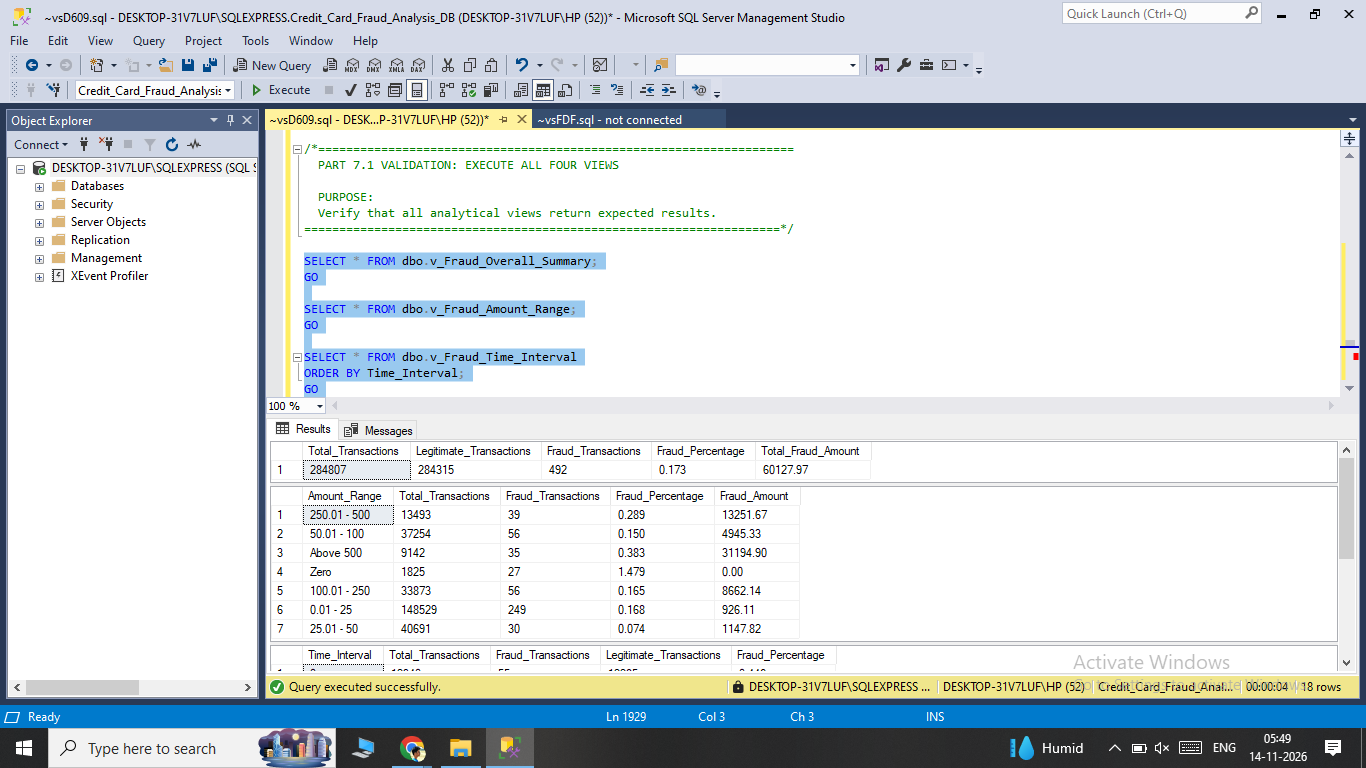 ~vsD609.sql - DESKTOP-31V7LUF\SQLEXPRESS.Credit_Card_Fraud_Analysis_DB (DESKTOP-31V7LUF\HP (52))* - Microsoft SQL Server Management Studio
Quick Launch (Ctrl+Q)
File Edit View Query Project Tools Window Help
New Query MDX DMX XMLA DAX
Credit_Card_Fraud_Analysis Execute
Object Explorer
~vsD609.sql - DESK...P-31V7LUF\HP (52))* ~vsFDF.sql - not connected
Connect
DESKTOP-31V7LUF\SQLEXPRESS (SQL S
Databases
Security
Server Objects
Replication
Management
XEvent Profiler
/*====================================================================
PART 7.1 VALIDATION: EXECUTE ALL FOUR VIEWS
PURPOSE:
Verify that all analytical views return expected results.
====================================================================*/
SELECT * FROM dbo.v_Fraud_Overall_Summary;
GO
SELECT * FROM dbo.v_Fraud_Amount_Range;
GO
SELECT * FROM dbo.v_Fraud_Time_Interval
ORDER BY Time_Interval;
GO
100 %
Results Messages
Total_Transactions Legitimate_Transactions Fraud_Transactions Fraud_Percentage Total_Fraud_Amount
1 284807 284315 492 0.173 60127.97
Amount_Range Total_Transactions Fraud_Transactions Fraud_Percentage Fraud_Amount
1 250.01 - 500 13493 39 0.289 13251.67
2 50.01 - 100 37254 56 0.150 4945.33
3 Above 500 9142 35 0.383 31194.90
4 Zero 1825 27 1.479 0.00
5 100.01 - 250 33873 56 0.165 8662.14
6 0.01 - 25 148529 249 0.168 926.11
7 25.01 - 50 40691 30 0.074 1147.82
Time_Interval Total_Transactions Fraud_Transactions Legitimate_Transactions Fraud_Percentage
Activate Windows
Query executed successfully. DESKTOP-31V7LUF\SQLEXPRESS ... DESKTOP-31V7LUF\HP (52) Credit_Card_Fraud_Anal... 00:00:04 18 rows
Ready Ln 1929 Col 3 Ch 3 INS
Type here to search
Humid ENG 05:49
14-11-2026